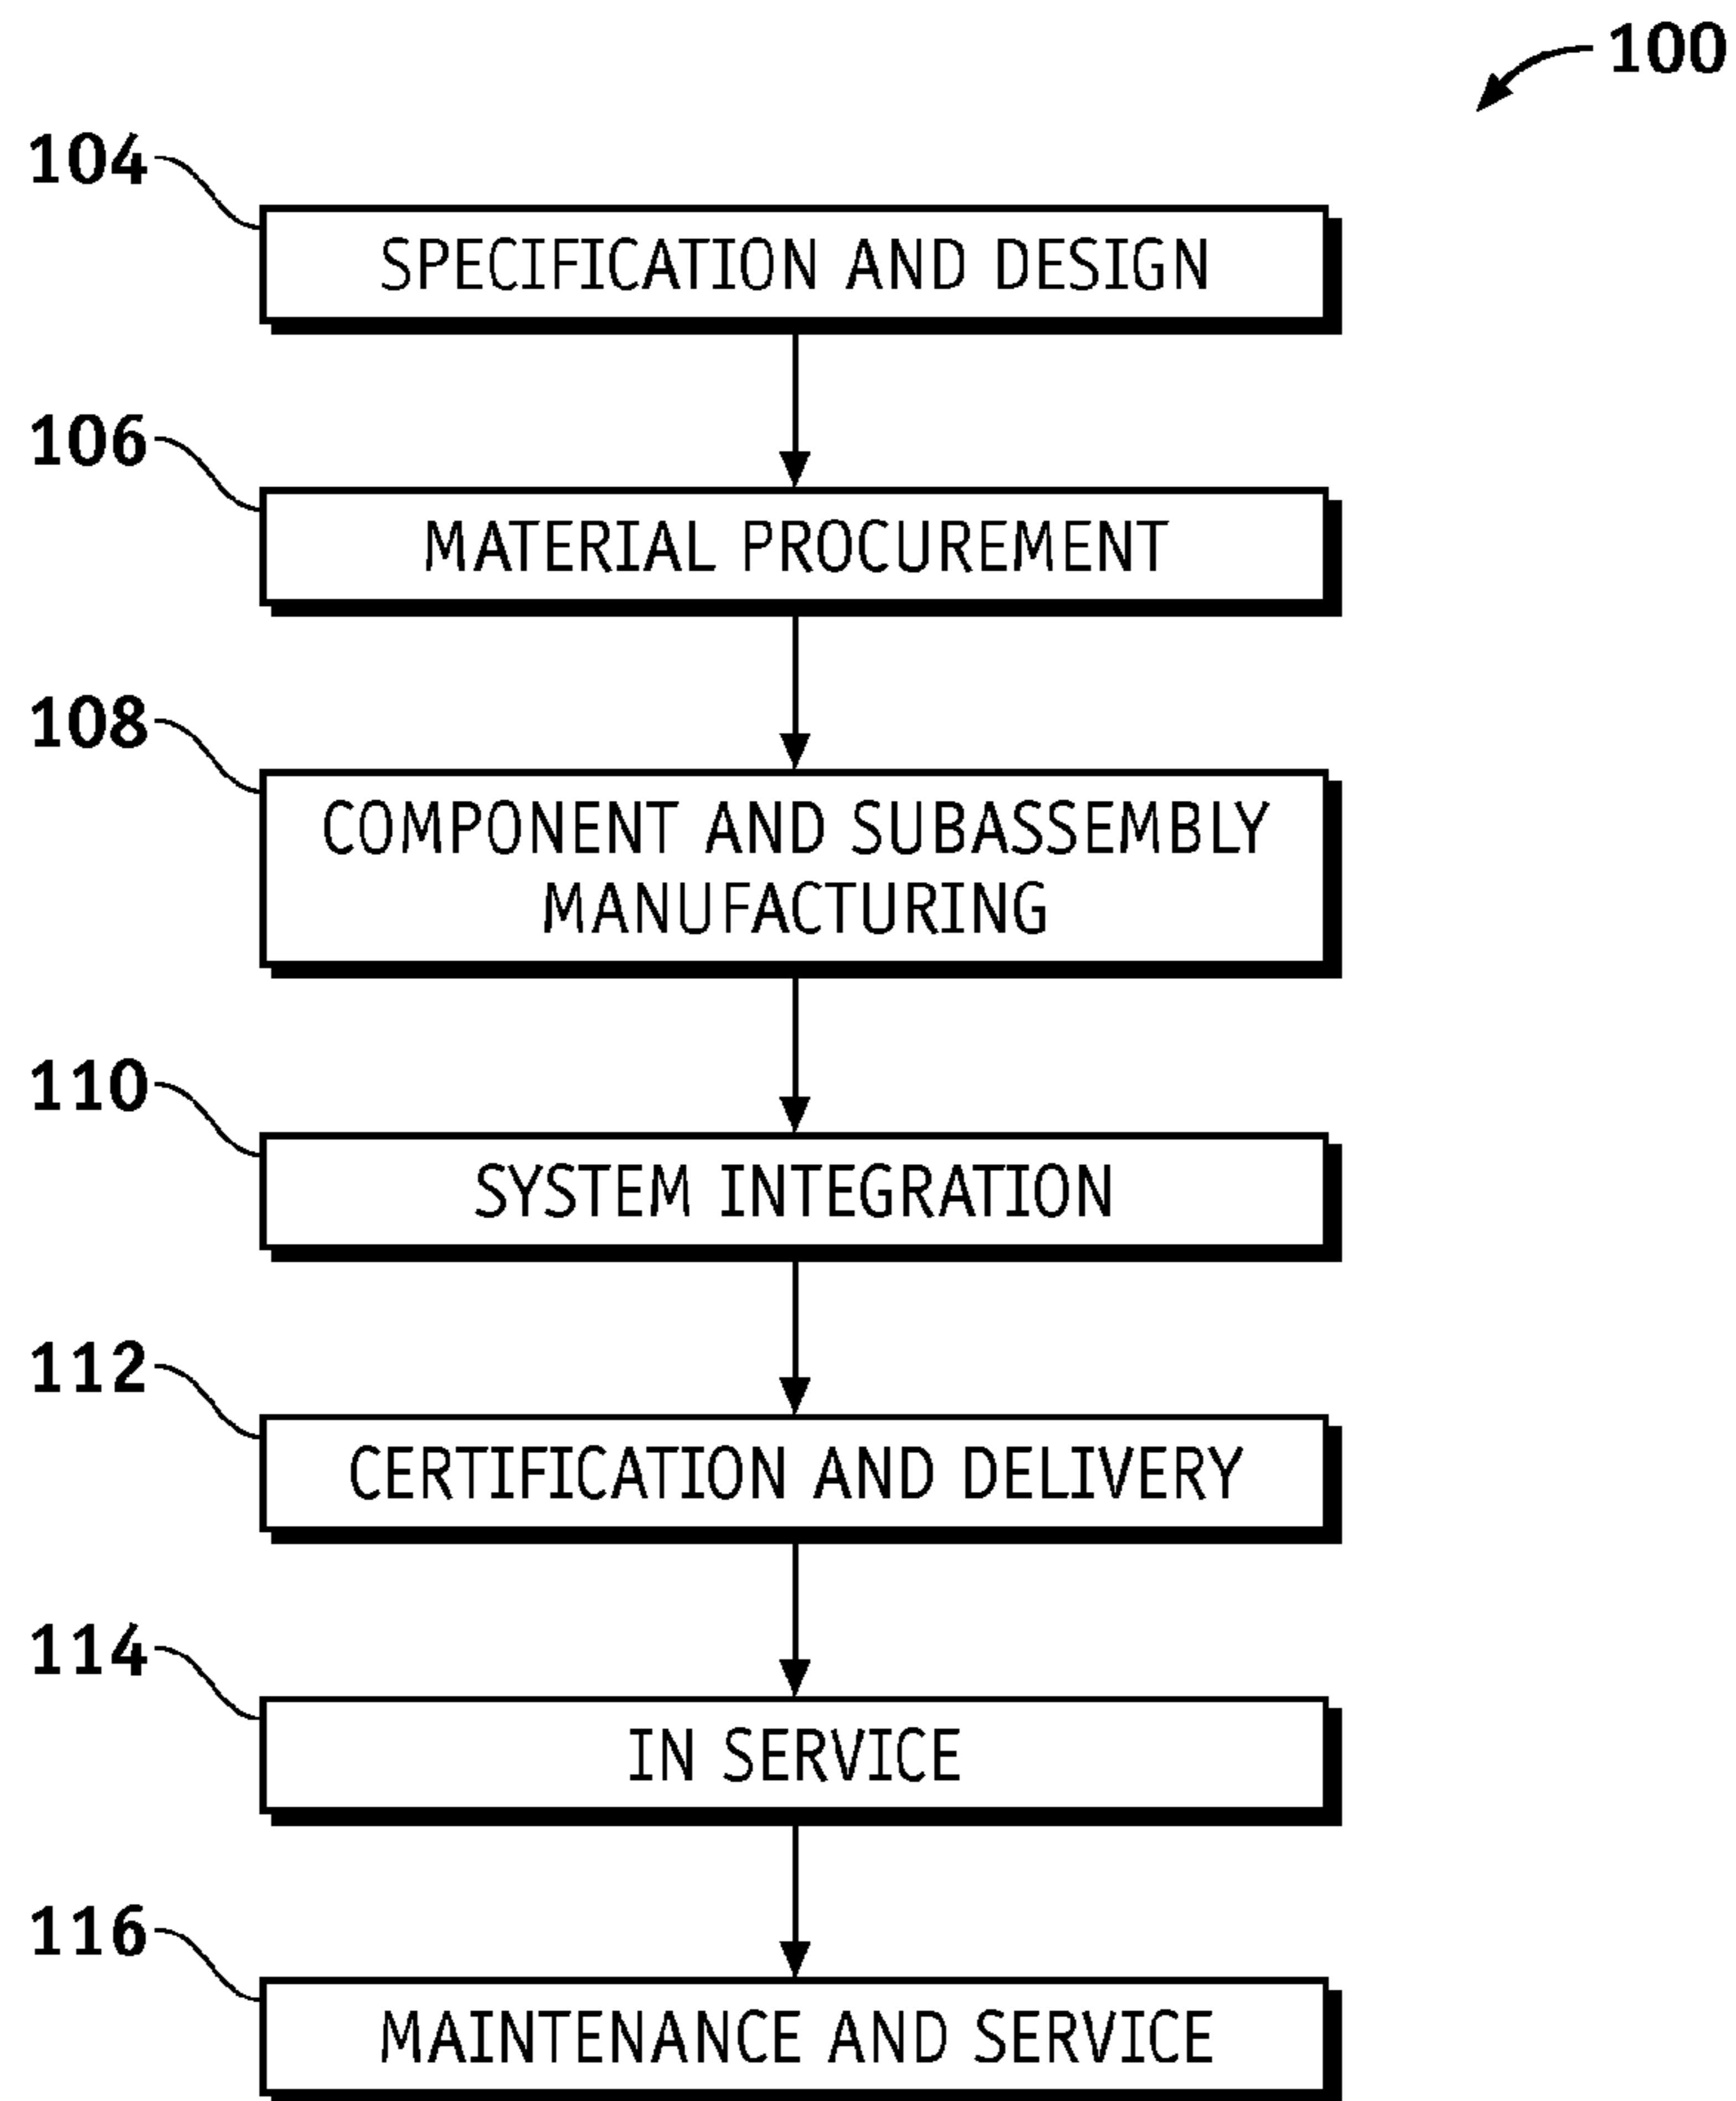 100
104
SPECIFICATION AND DESIGN
106
MATERIAL PROCUREMENT
108
COMPONENT AND SUBASSEMBLY
MANUFACTURING
110
SYSTEM INTEGRATION
112
CERTIFICATION AND DELIVERY
114
IN SERVICE
116
MAINTENANCE AND SERVICE